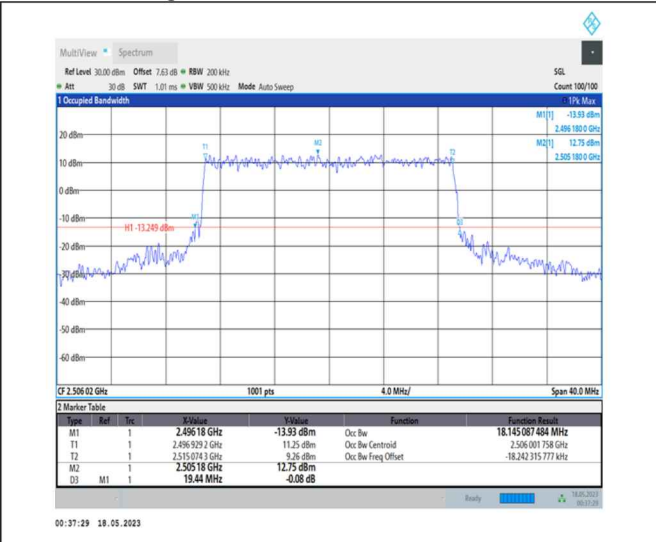 MultiView Spectrum
Ref Level 30.00 dBm Offset 7.63 dB RBW 200 kHz SGL
Att 30 dB SWT 1.01 ms VBW 500 kHz Mode Auto Sweep Count 100/100
1 Occupied Bandwidth 1Pk Max
M1[1] -13.93 dBm
2.496 180 0 GHz
M2[1] 12.75 dBm
2.505 180 0 GHz
20 dBm
T1 M2 T2
10 dBm
0 dBm
-10 dBm
M1 D3
H1 -13.249 dBm
-20 dBm
-30 dBm
-40 dBm
-50 dBm
-60 dBm
CF 2.506 02 GHz 1001 pts 4.0 MHz/ Span 40.0 MHz
2 Marker Table
Type Ref Trc X-Value Y-Value Function Function Result
M1 1 2.496 18 GHz -13.93 dBm Occ Bw 18.145 087 484 MHz
T1 1 2.496 929 2 GHz 11.25 dBm Occ Bw Centroid 2.506 001 758 GHz
T2 1 2.515 074 3 GHz 9.26 dBm Occ Bw Freq Offset -18.242 315 777 kHz
M2 1 2.505 18 GHz 12.75 dBm
D3 M1 1 19.44 MHz -0.08 dB
Ready 18.05.2023
00:37:29
00:37:29 18.05.2023